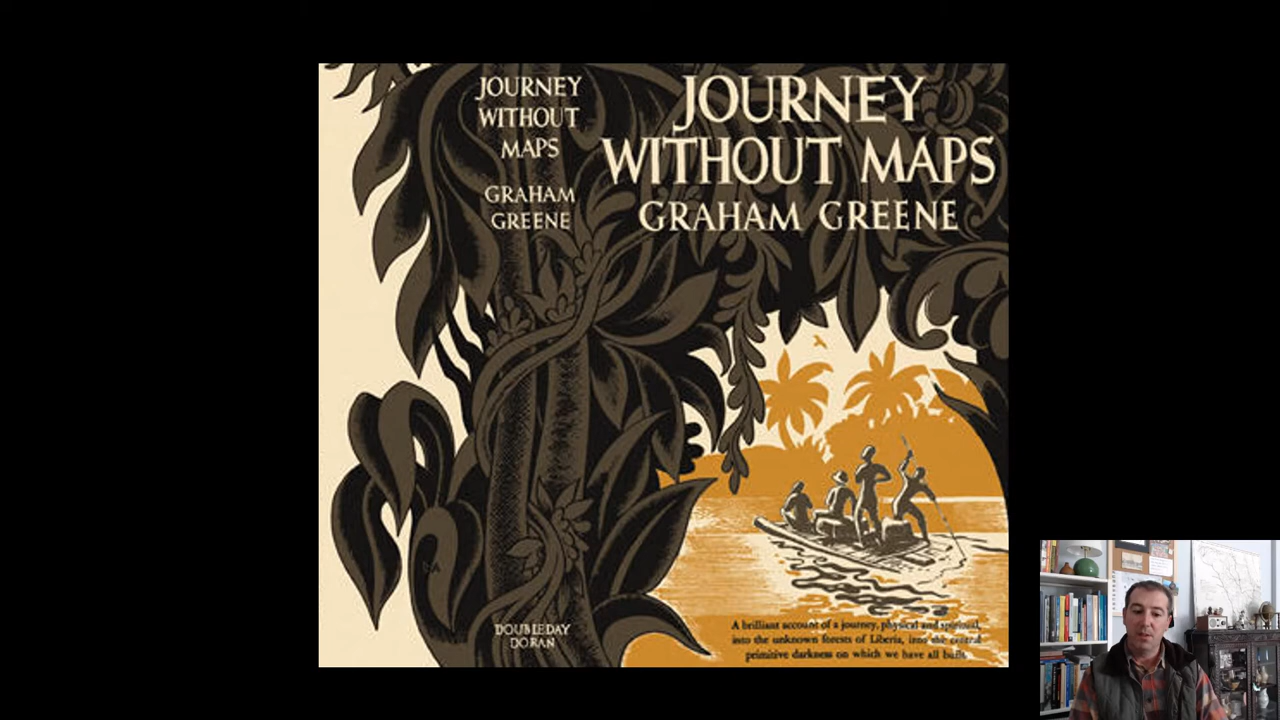 JOURNEY
WITHOUT
MAPS
GRAHAM
GREENE
DOUBLEDAY
DORAN
JOURNEY
WITHOUT MAPS
GRAHAM GREENE
A brilliant account of a journey, physical and spiritual,
into the unknown forests of Liberia, into the central
primitive darkness on which we have all built.